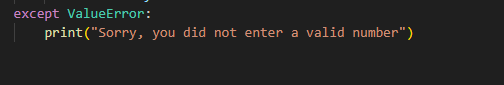 except ValueError:
    print("Sorry, you did not enter a valid number")